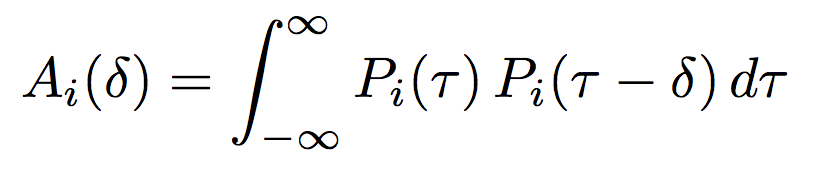 A_i(δ) = ∫_{-∞}^{∞} P_i(τ) P_i(τ − δ) dτ